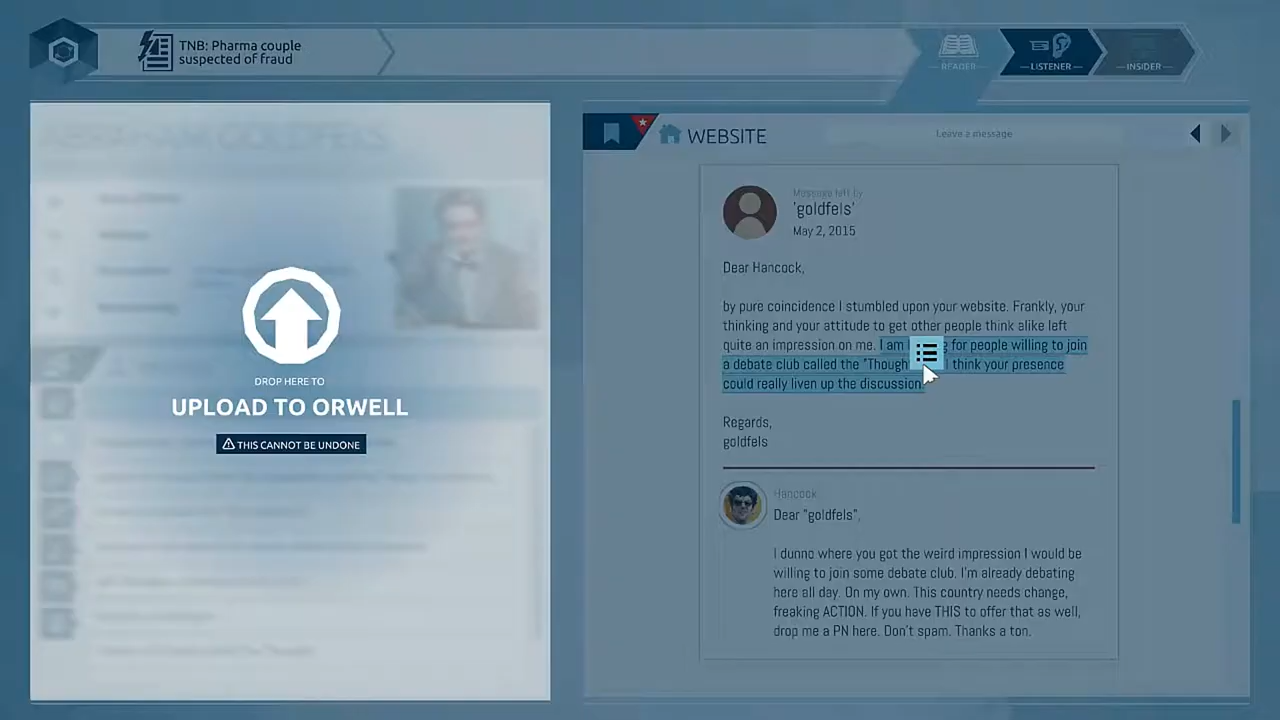 TNB: Pharma couple
suspected of fraud
READER
LISTENER
INSIDER
DROP HERE TO
UPLOAD TO ORWELL
THIS CANNOT BE UNDONE
WEBSITE
Leave a message
Message left by
'goldfels'
May 2, 2015
Dear Hancock,
by pure coincidence I stumbled upon your website. Frankly, your
thinking and your attitude to get other people think alike left
quite an impression on me. I am for people willing to join
a debate club called the "Though I think your presence
could really liven up the discussion.
Regards,
goldfels
Hancock
Dear "goldfels",
I dunno where you got the weird impression I would be
willing to join some debate club. I'm already debating
here all day. On my own. This country needs change,
freaking ACTION. If you have THIS to offer that as well,
drop me a PN here. Don't spam. Thanks a ton.